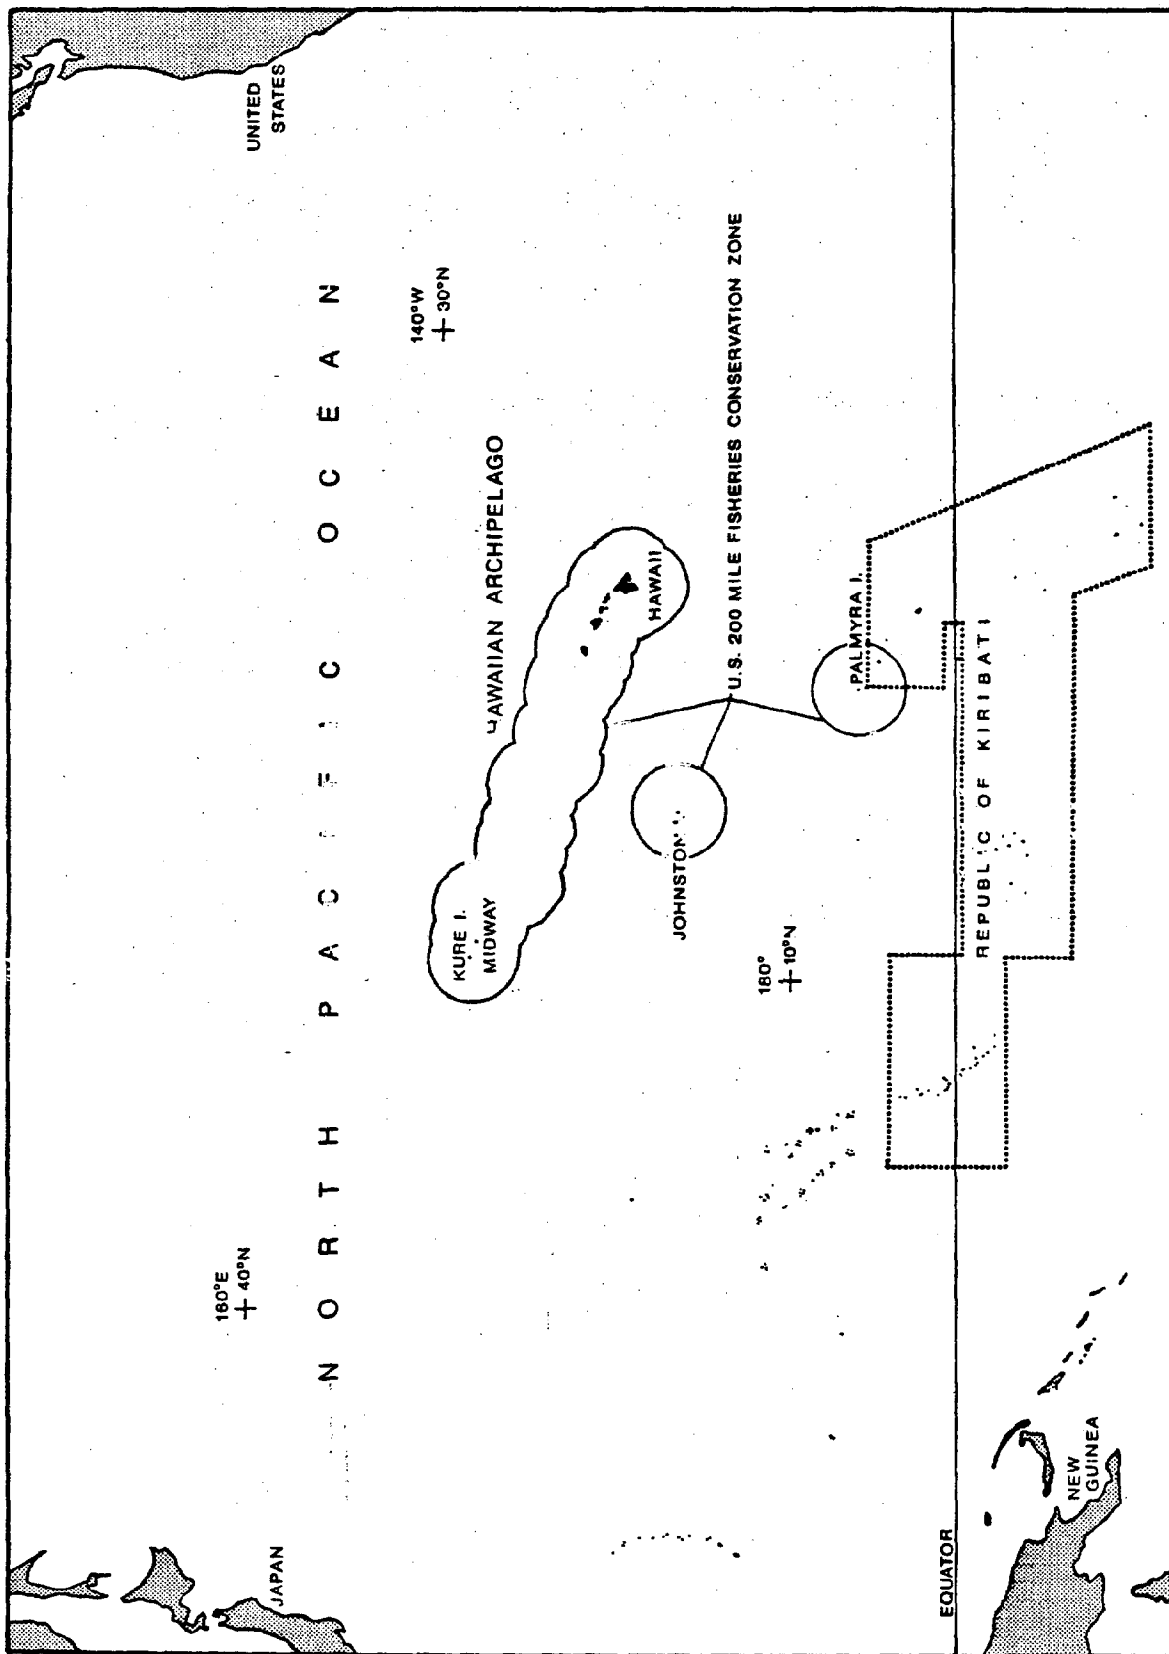 UNITED
STATES
JAPAN
160°E
+ 40°N
NORTH PACIFIC OCEAN
140°W
+ 30°N
HAWAIIAN ARCHIPELAGO
KURE I.
MIDWAY
HAWAII
JOHNSTON
U.S. 200 MILE FISHERIES CONSERVATION ZONE
180°
+ 10°N
PALMYRA I.
EQUATOR
REPUBLIC OF KIRIBATI
NEW
GUINEA